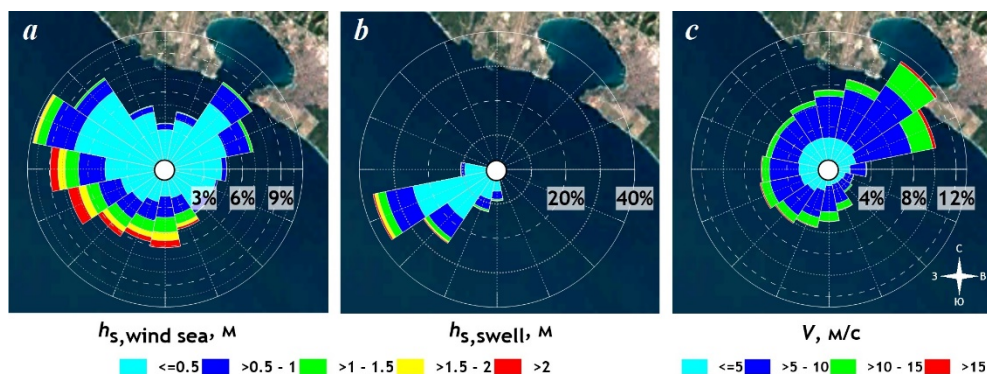 a
b
c
3% 6% 9%
20% 40%
4% 8% 12%
С
З В
Ю
hs,wind sea, м
hs,swell, м
V, м/с
<=0.5 >0.5 - 1 >1 - 1.5 >1.5 - 2 >2
<=5 >5 - 10 >10 - 15 >15